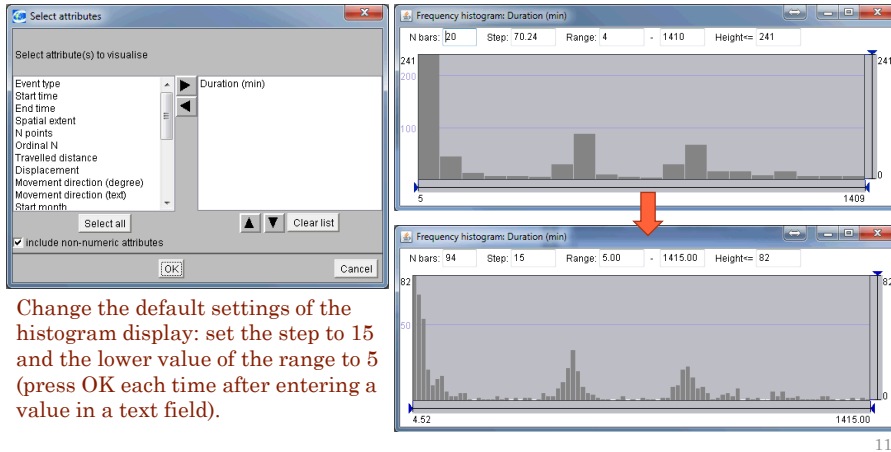 Select attributes
Select attribute(s) to visualise
Event type
Start time
End time
Spatial extent
N points
Ordinal N
Travelled distance
Displacement
Movement direction (degree)
Movement direction (text)
Start month
Duration (min)
Select all
Clear list
include non-numeric attributes
OK
Cancel
Change the default settings of the
histogram display: set the step to 15
and the lower value of the range to 5
(press OK each time after entering a
value in a text field).
Frequency histogram: Duration (min)
N bars: 20 Step: 70.24 Range: 4 - 1410 Height<= 241
241 241
200
100
0
5 1409
Frequency histogram: Duration (min)
N bars: 94 Step: 15 Range: 5.00 - 1415.00 Height<= 82
82 82
50
0
4.52 1415.00
11